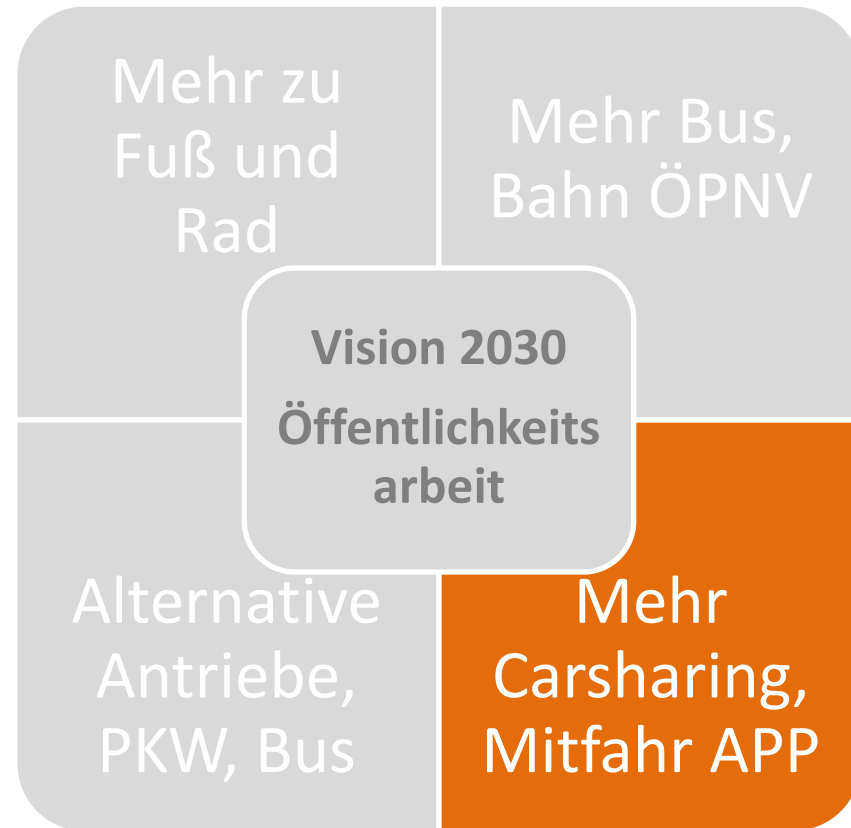 Mehr zu
Fuß und
Rad
Mehr Bus,
Bahn ÖPNV
Vision 2030
Öffentlichkeits
arbeit
Alternative
Antriebe,
PKW, Bus
Mehr
Carsharing,
Mitfahr APP